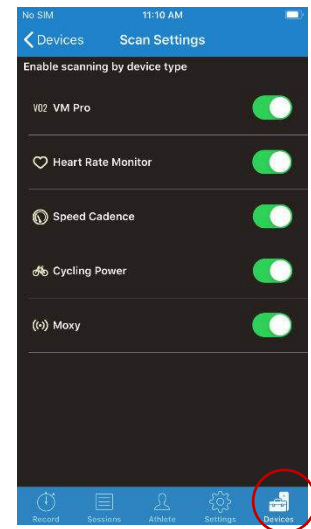 No SIM 11:10 AM
Devices Scan Settings
Enable scanning by device type
VO2 VM Pro
Heart Rate Monitor
Speed Cadence
Cycling Power
Moxy
Record Sessions Athlete Settings Devices